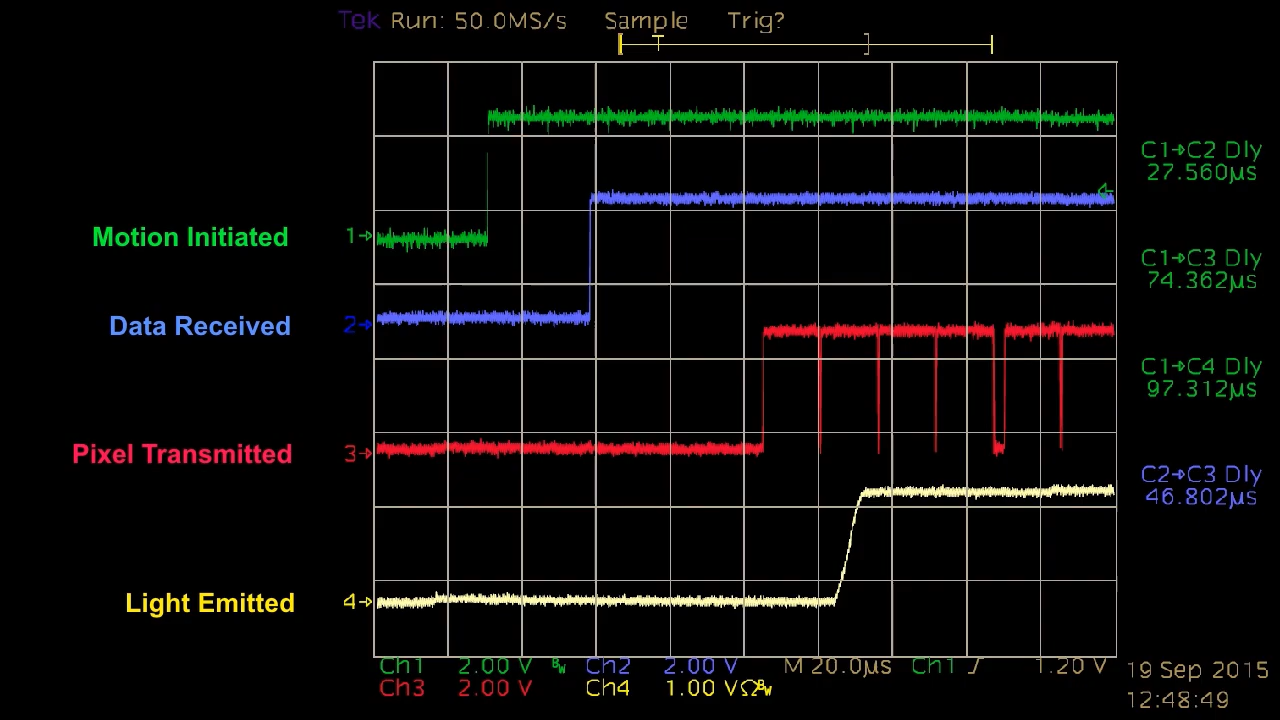 Tek Run: 50.0MS/s Sample Trig?
C1→C2 Dly
27.560µs
Motion Initiated 1→
C1→C3 Dly
74.362µs
Data Received 2→
C1→C4 Dly
97.312µs
Pixel Transmitted 3→
C2→C3 Dly
46.802µs
Light Emitted 4→
Ch1 2.00 V BW Ch2 2.00 V M 20.0µs Ch1 ʃ 1.20 V
Ch3 2.00 V Ch4 1.00 VΩBW
19 Sep 2015
12:48:49